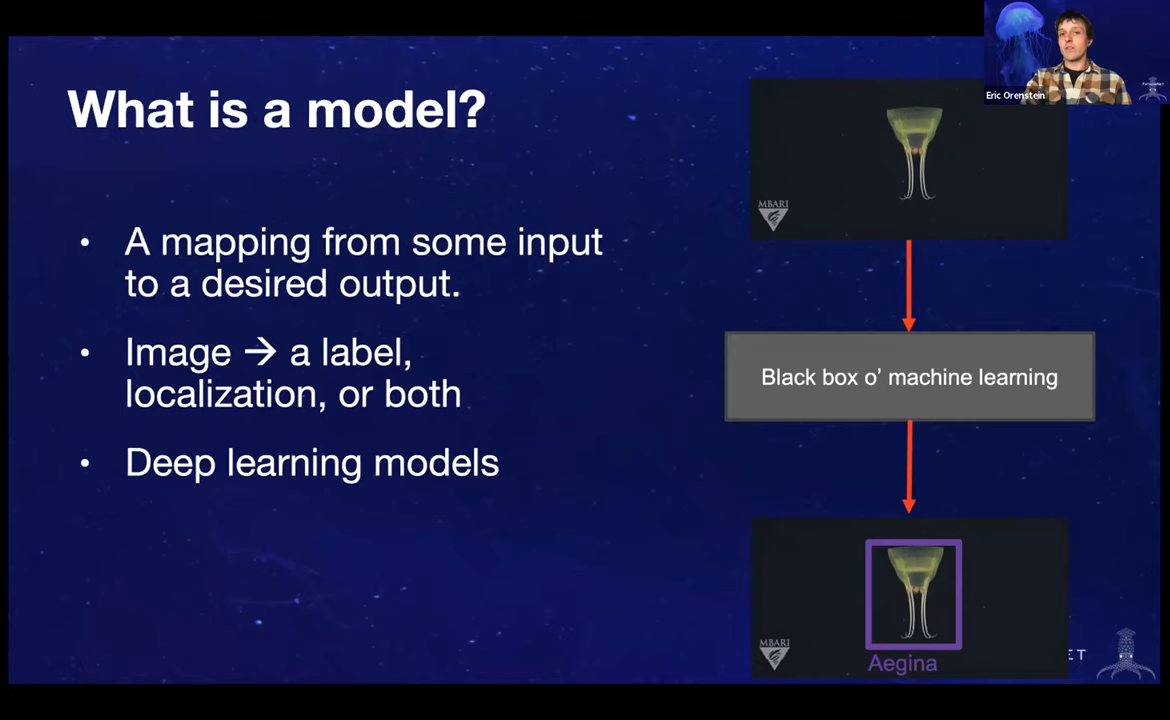 What is a model?
• A mapping from some input
to a desired output.
• Image → a label,
localization, or both
• Deep learning models
Eric Orenstein
MBARI
Black box o' machine learning
MBARI
Aegina
ET